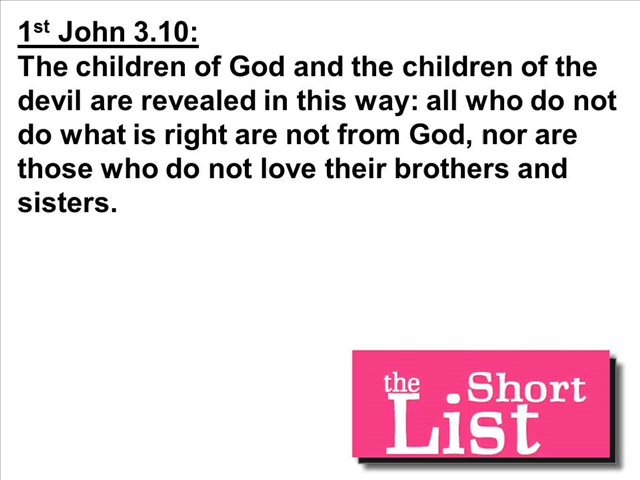 1st John 3.10:
The children of God and the children of the
devil are revealed in this way: all who do not
do what is right are not from God, nor are
those who do not love their brothers and
sisters.
the Short
List